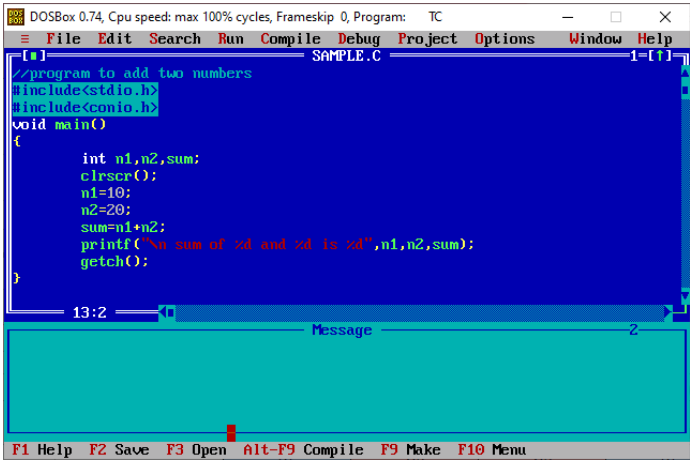 DOSBox 0.74, Cpu speed: max 100% cycles, Frameskip 0, Program: TC
≡ File Edit Search Run Compile Debug Project Options Window Help
[■] SAMPLE.C 1=[↑]
//program to add two numbers
#include<stdio.h>
#include<conio.h>
void main()
{
int n1,n2,sum;
clrscr();
n1=10;
n2=20;
sum=n1+n2;
printf("\n sum of %d and %d is %d",n1,n2,sum);
getch();
}
13:2
Message 2
F1 Help F2 Save F3 Open Alt-F9 Compile F9 Make F10 Menu